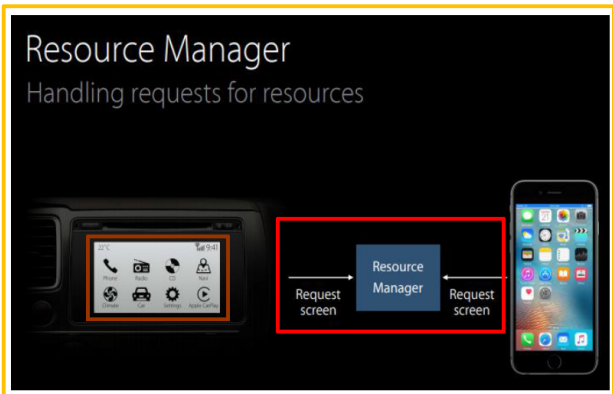 Resource Manager
Handling requests for resources
22°C 9:41
Phone Radio CD Navi
Climate Car Settings Apple CarPlay
Resource
Manager
Request
screen
Request
screen